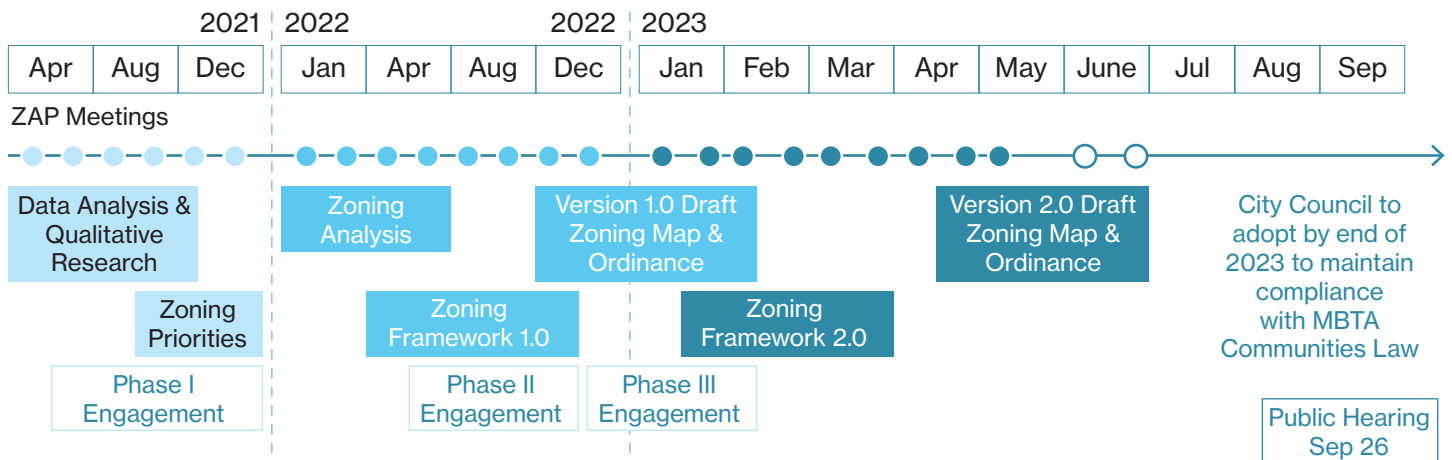 2021
2022
2022
2023
Apr
Aug
Dec
Jan
Apr
Aug
Dec
Jan
Feb
Mar
Apr
May
June
Jul
Aug
Sep
ZAP Meetings
Data Analysis &
Qualitative
Research
Zoning
Priorities
Phase I
Engagement
Zoning
Analysis
Zoning
Framework 1.0
Phase II
Engagement
Version 1.0 Draft
Zoning Map &
Ordinance
Phase III
Engagement
Zoning
Framework 2.0
Version 2.0 Draft
Zoning Map &
Ordinance
City Council to
adopt by end of
2023 to maintain
compliance
with MBTA
Communities Law
Public Hearing
Sep 26